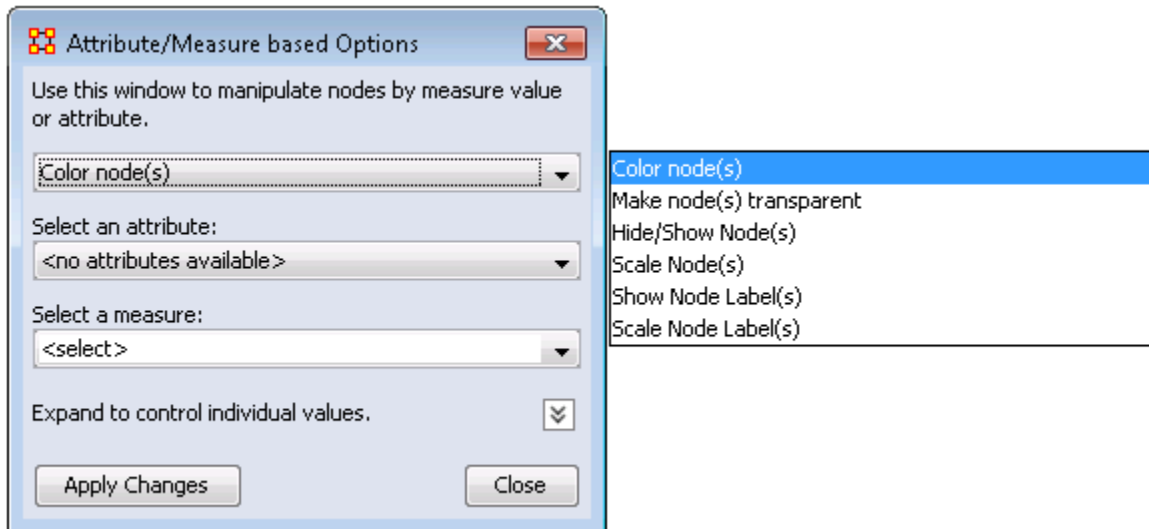 Attribute/Measure based Options
Use this window to manipulate nodes by measure value
or attribute.
Color node(s)
Select an attribute:
<no attributes available>
Select a measure:
<select>
Expand to control individual values.
Apply Changes
Close
Color node(s)
Make node(s) transparent
Hide/Show Node(s)
Scale Node(s)
Show Node Label(s)
Scale Node Label(s)